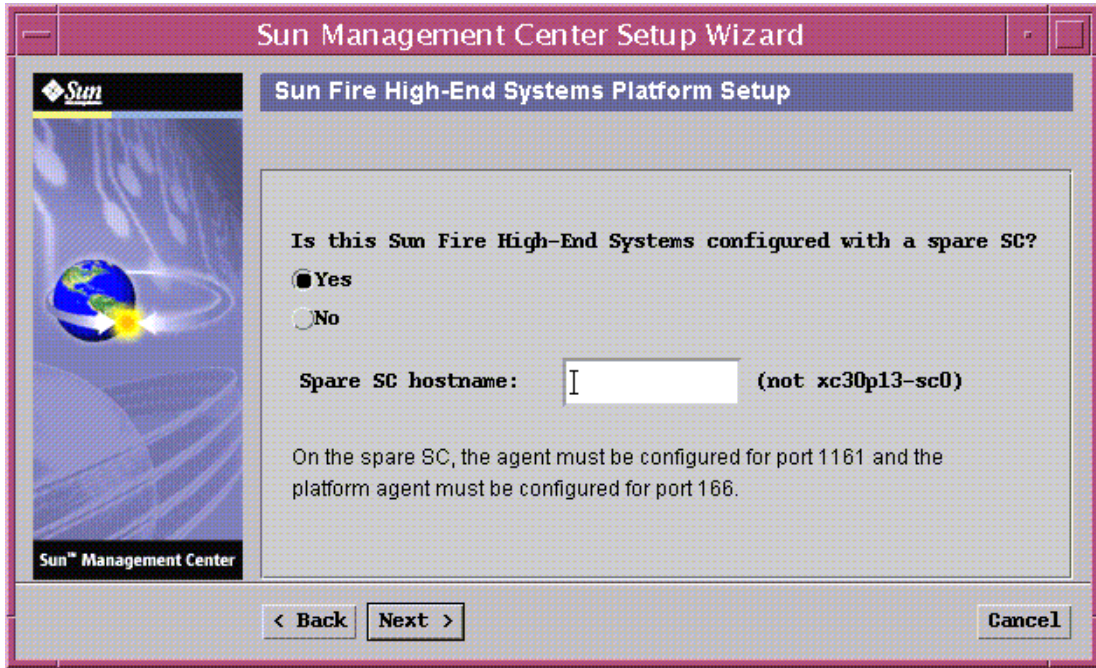 Sun Management Center Setup Wizard
Sun
Sun Fire High-End Systems Platform Setup
Is this Sun Fire High-End Systems configured with a spare SC?
Yes
No
Spare SC hostname: (not xc30p13-sc0)
On the spare SC, the agent must be configured for port 1161 and the
platform agent must be configured for port 166.
Sun™ Management Center
< Back Next > Cancel